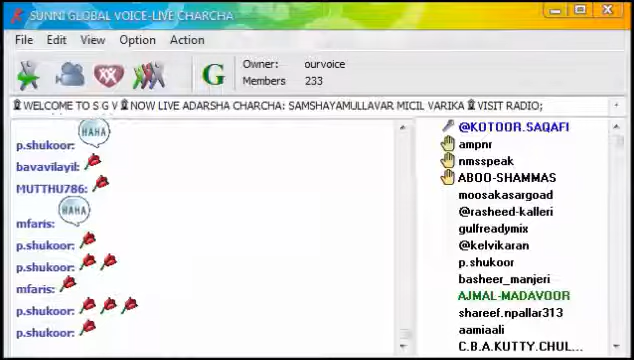 SUNNI GLOBAL VOICE-LIVE CHARCHA
File Edit View Option Action
G
Owner: ourvoice
Members 233
WELCOME TO S G V NOW LIVE ADARSHA CHARCHA: SAMSHAYAMULLAVAR MICIL VARIKA VISIT RADIO;
p.shukoor: HAHA
bavavilayil:
MUTTHU786:
mfaris: HAHA
p.shukoor:
p.shukoor:
mfaris:
p.shukoor:
p.shukoor:
@KOTOOR.SAQAFI
ampnr
nmsspeak
ABOO-SHAMMAS
moosakasargoad
@rasheed-kalleri
gulfreadymix
@kelvikaran
p.shukoor
basheer_manjeri
AJMAL-MADAVOOR
shareef.npallar313
aamiaali
C.B.A.KUTTY.CHUL...